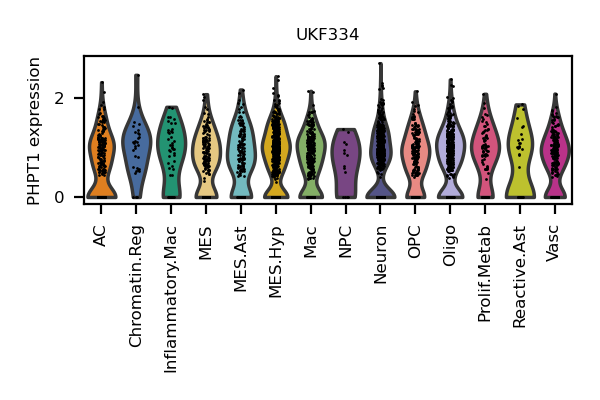 UKF334
PHPT1 expression
2
0
AC
Chromatin.Reg
Inflammatory.Mac
MES
MES.Ast
MES.Hyp
Mac
NPC
Neuron
OPC
Oligo
Prolif.Metab
Reactive.Ast
Vasc